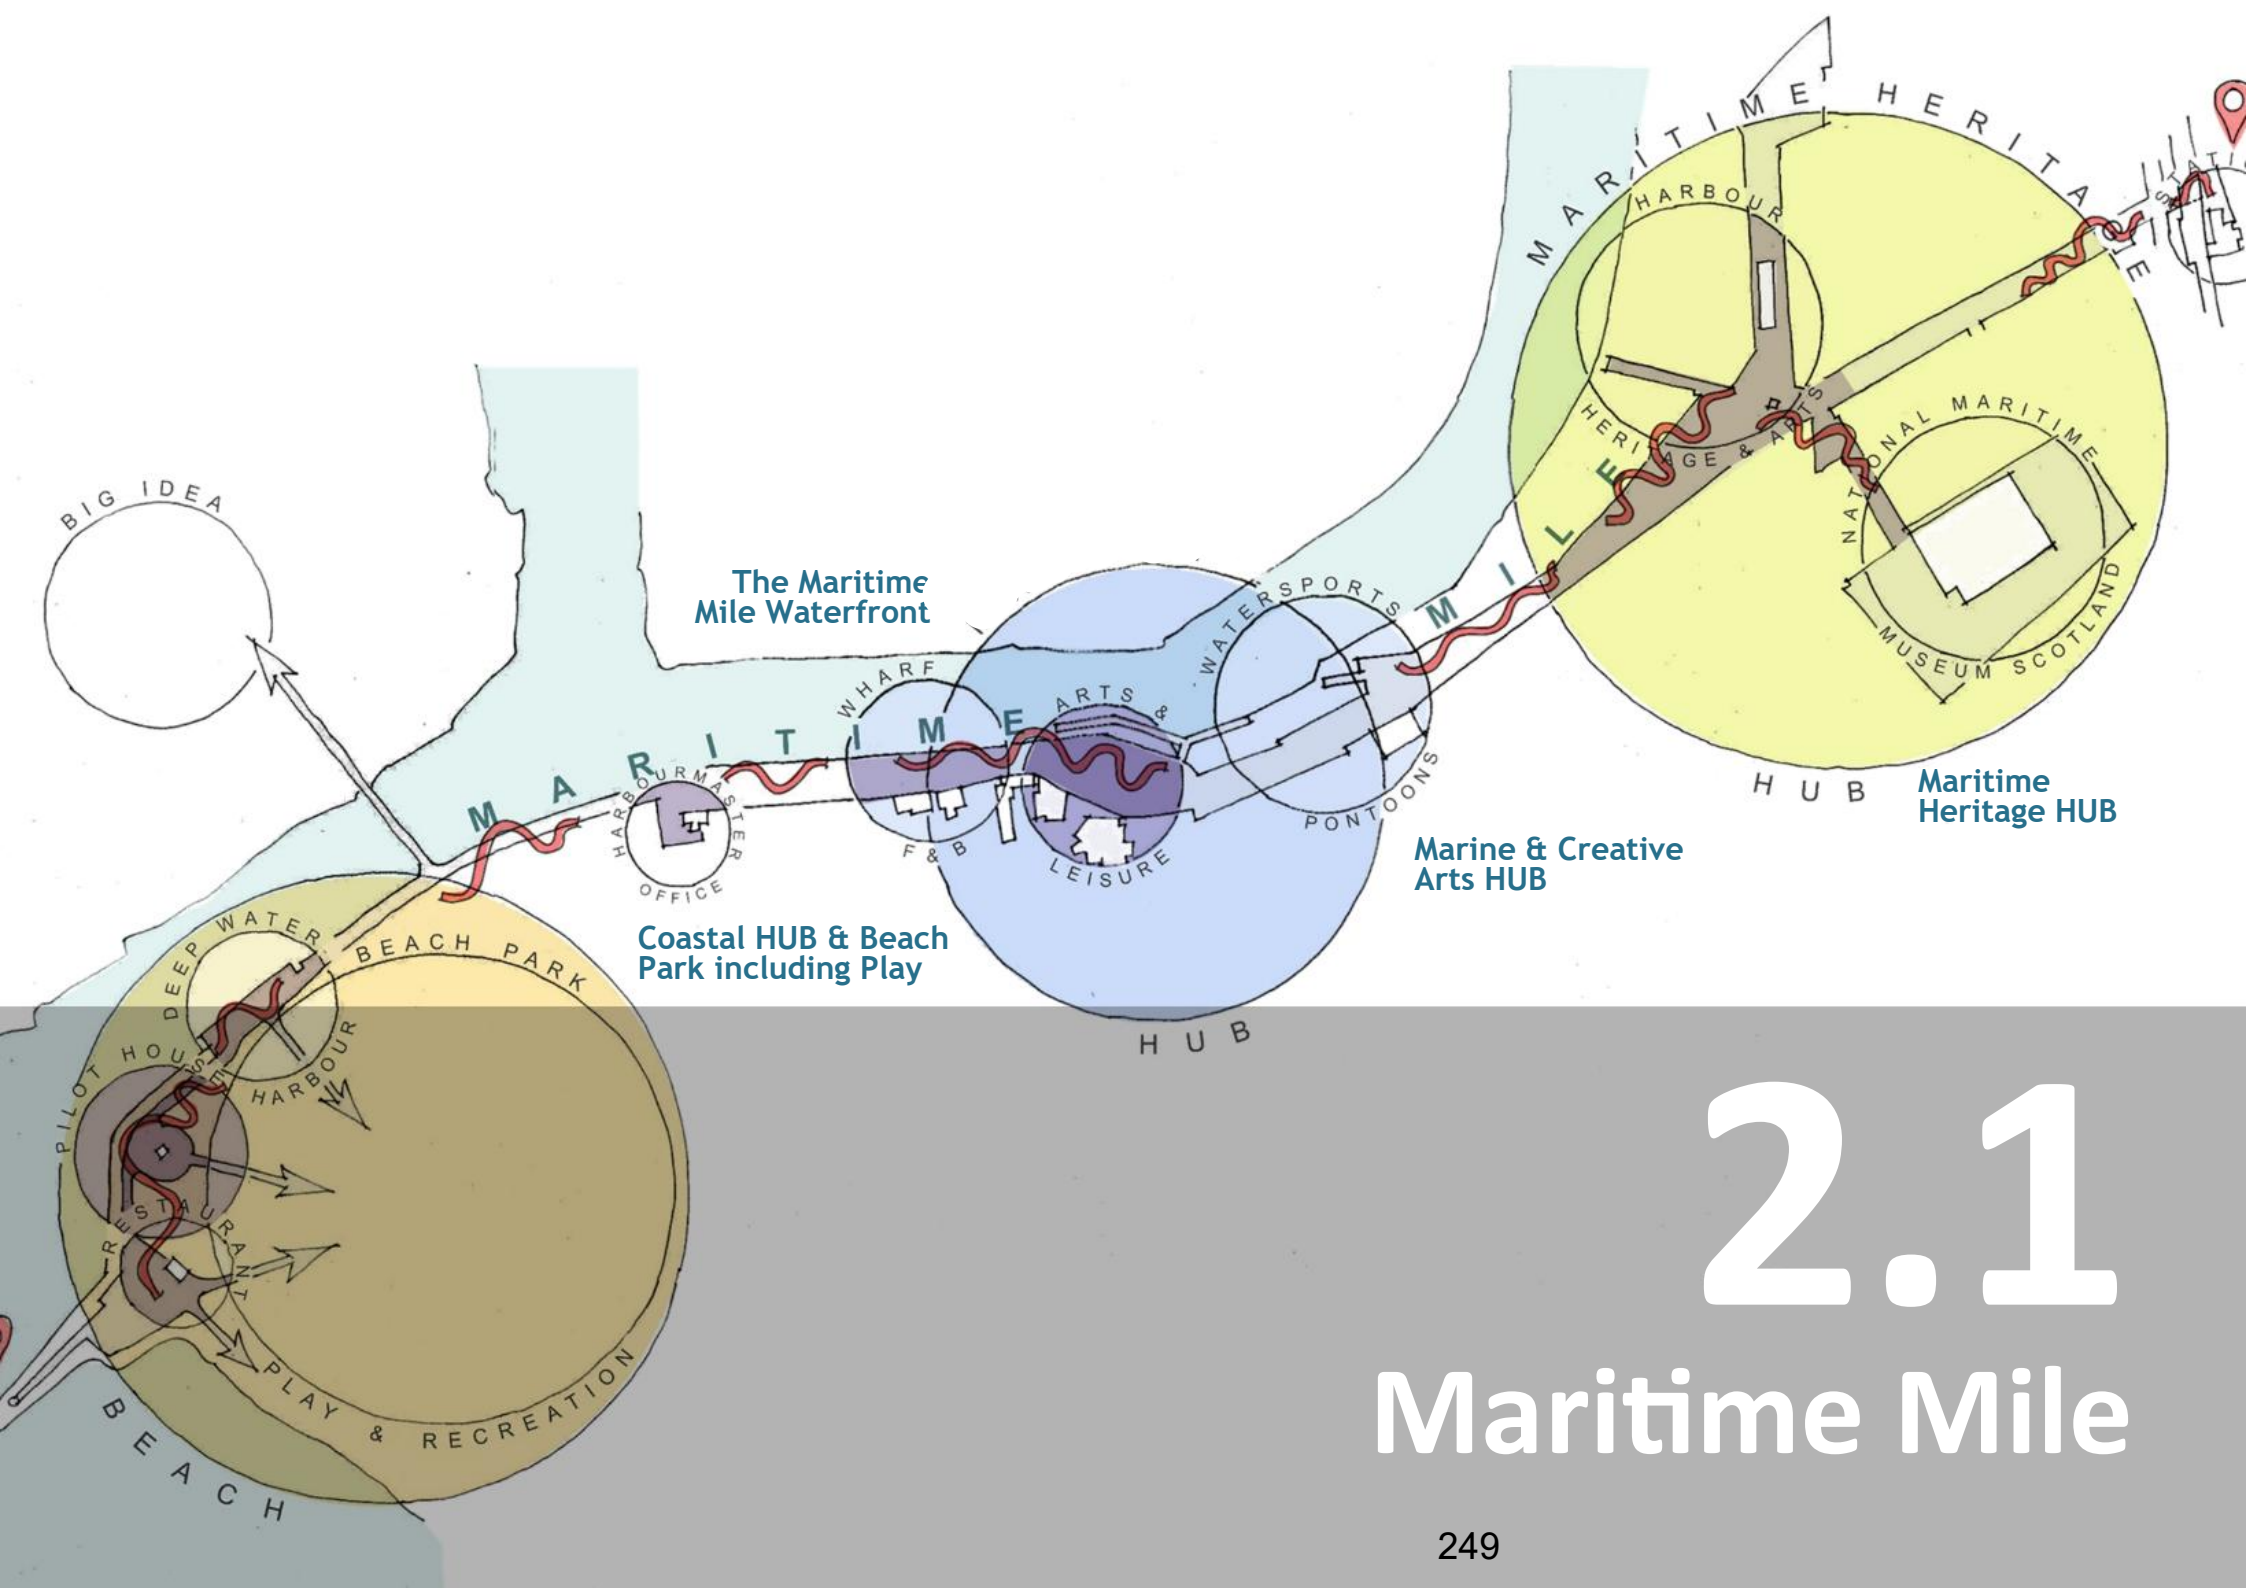 MARITIME HERITAGE
HUB
STATI
HARBOUR
HERITAGE & ARTS
NATIONAL MARITIME
MUSEUM SCOTLAND
BIG IDEA
The Maritime
Mile Waterfront
MARITIME MILE
WATERSPORTS
PONTOONS
WHARF
F & B
ARTS &
LEISURE
HARBOURMASTER
OFFICE
Maritime
Heritage HUB
Marine & Creative
Arts HUB
Coastal HUB & Beach
Park including Play
HUB
DEEP WATER
HARBOUR
BEACH PARK
PILOT HOUSE
RESTAURANT
PLAY & RECREATION
BEACH
2.1
Maritime Mile
249